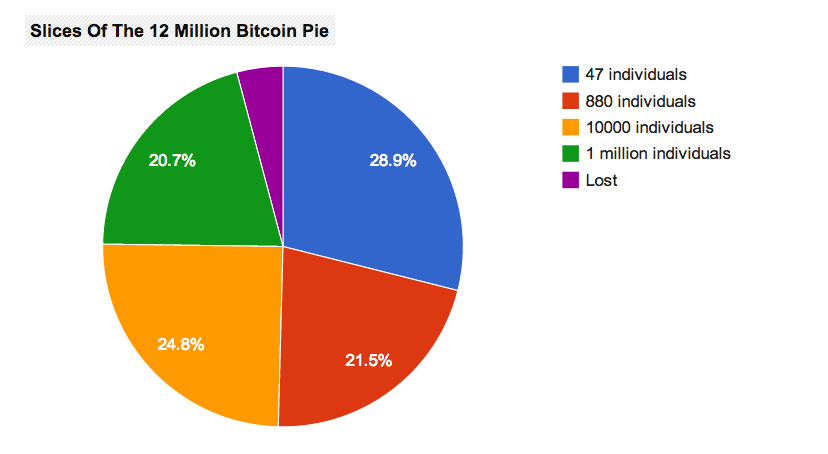 Slices Of The 12 Million Bitcoin Pie
47 individuals
880 individuals
10000 individuals
1 million individuals
Lost
28.9%
21.5%
24.8%
20.7%